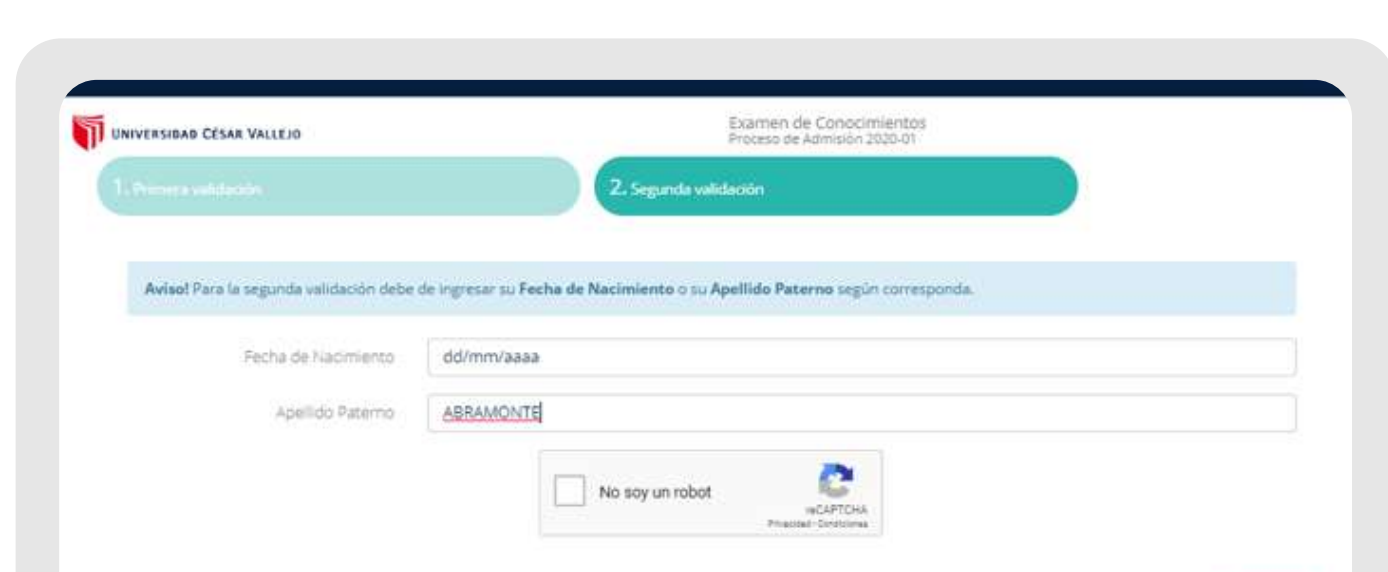 UNIVERSIDAD CÉSAR VALLEJO
Examen de Conocimientos
Proceso de Admisión 2020-01
1. Primera validación
2. Segunda validación
Aviso! Para la segunda validación debe de ingresar su Fecha de Nacimiento o su Apellido Paterno según corresponda.
Fecha de Nacimiento
dd/mm/aaaa
Apellido Paterno
ABRAMONTE
No soy un robot
reCAPTCHA
Privacidad - Condiciones